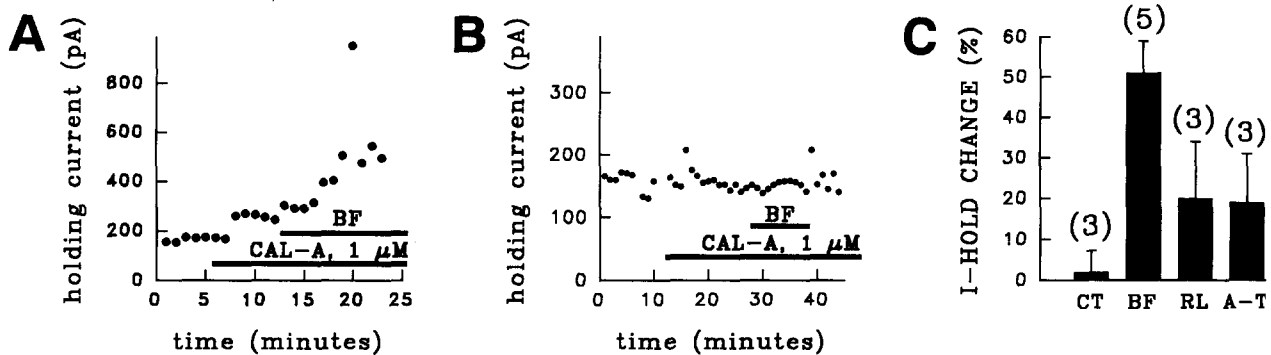 A
holding current (pA)
800
600
400
200
0
BF
CAL-A, 1 μM
0 5 10 15 20 25
time (minutes)
B
holding current (pA)
300
200
100
0
BF
CAL-A, 1 μM
0 10 20 30 40
time (minutes)
C
I-HOLD CHANGE (%)
60
50
40
30
20
10
0
(3)
(5)
(3)
(3)
CT BF RL A-T